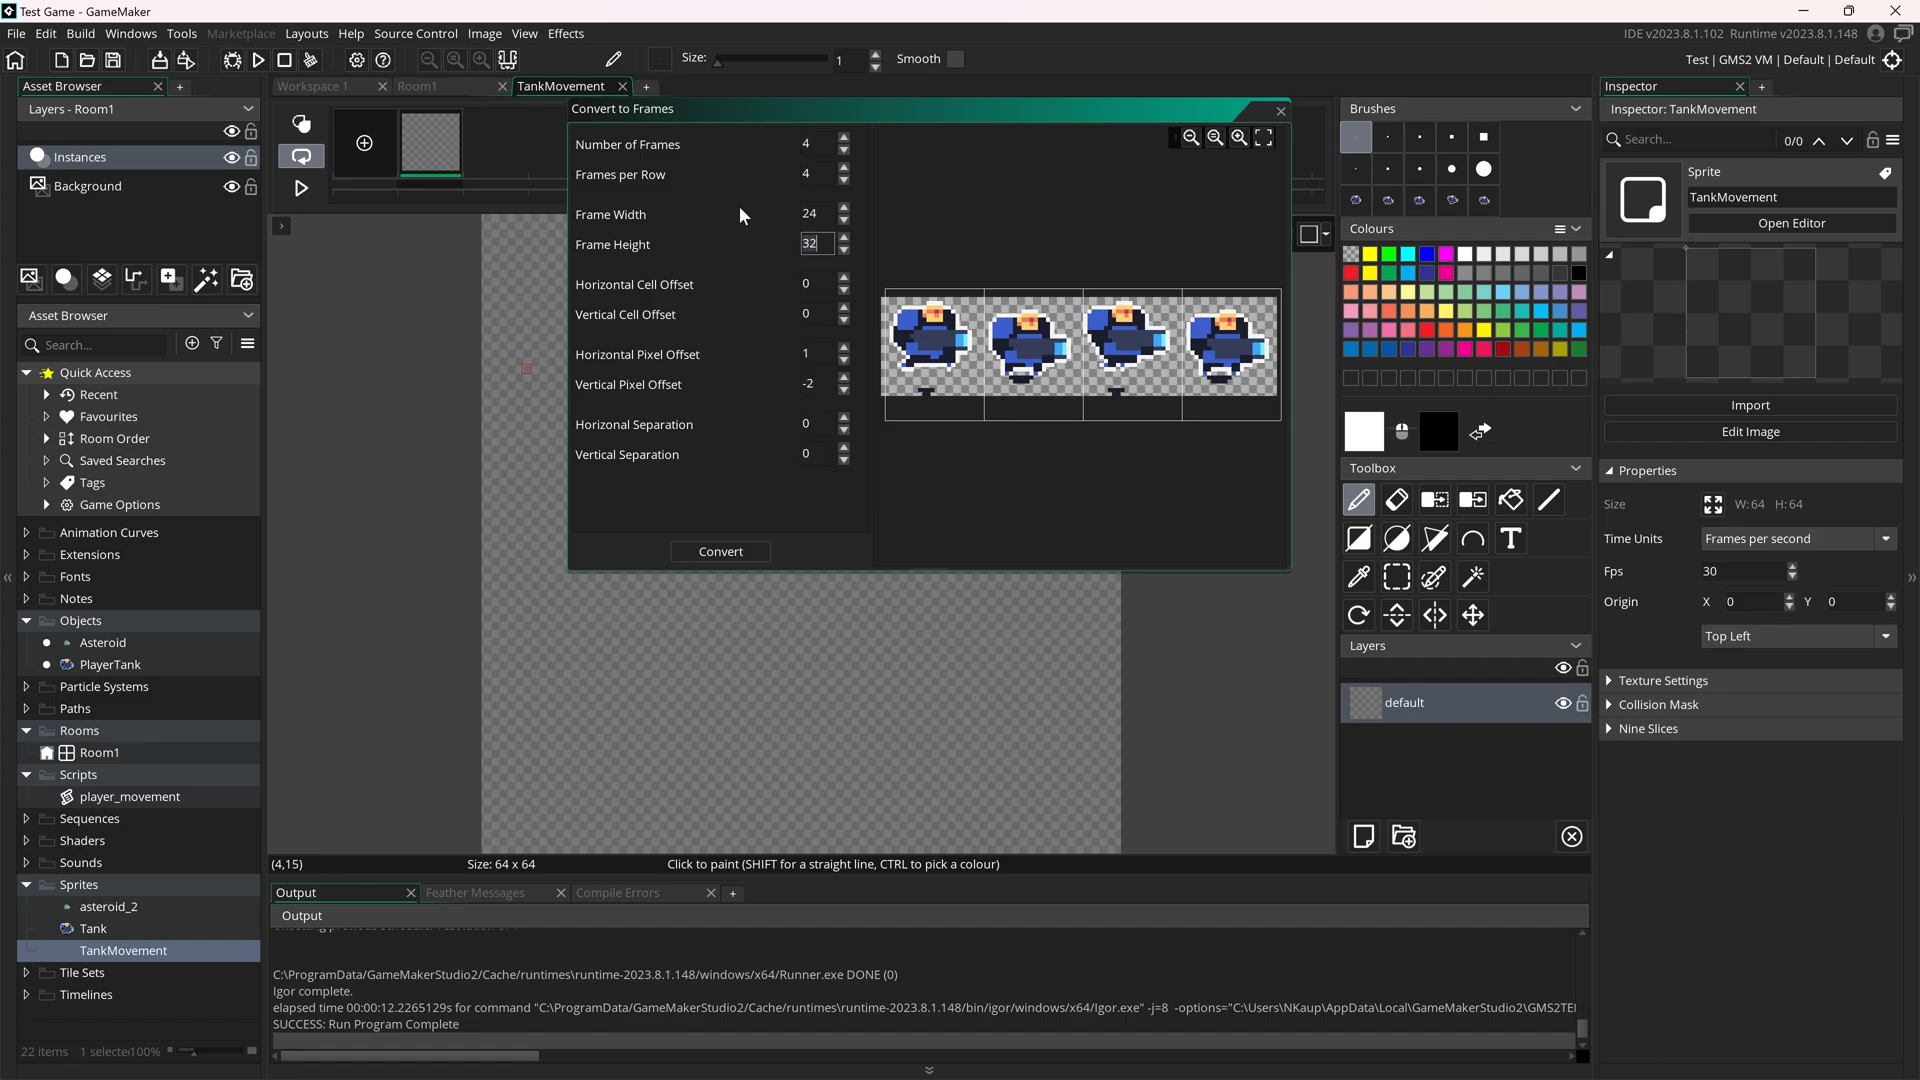 Test Game - GameMaker
File Edit Build Windows Tools Marketplace Layouts Help Source Control Image View Effects
IDE v2023.8.1.102 Runtime v2023.8.1.148
Size: 1 Smooth
Test | GMS2 VM | Default | Default
Asset Browser
Workspace 1 Room1 TankMovement
Inspector
Layers - Room1
Convert to Frames
Brushes
Inspector: TankMovement
Instances
Background
Number of Frames 4
Frames per Row 4
Frame Width 24
Frame Height 32
Horizontal Cell Offset 0
Vertical Cell Offset 0
Horizontal Pixel Offset 1
Vertical Pixel Offset -2
Horizonal Separation 0
Vertical Separation 0
Convert
Search... 0/0
Sprite
TankMovement
Open Editor
Colours
Import
Edit Image
Toolbox
Properties
Size W: 64 H: 64
Time Units Frames per second
Fps 30
Origin X 0 Y 0
Top Left
Layers
default
Texture Settings
Collision Mask
Nine Slices
Asset Browser
Search...
Quick Access
Recent
Favourites
Room Order
Saved Searches
Tags
Game Options
Animation Curves
Extensions
Fonts
Notes
Objects
Asteroid
PlayerTank
Particle Systems
Paths
Rooms
Room1
Scripts
player_movement
Sequences
Shaders
Sounds
Sprites
asteroid_2
Tank
TankMovement
Tile Sets
Timelines
22 items 1 selecte 100%
(4,15) Size: 64 x 64 Click to paint (SHIFT for a straight line, CTRL to pick a colour)
Output Feather Messages Compile Errors
Output
C:\ProgramData/GameMakerStudio2/Cache/runtimes\runtime-2023.8.1.148/windows/x64/Runner.exe DONE (0)
Igor complete.
elapsed time 00:00:12.2265129s for command "C:\ProgramData/GameMakerStudio2/Cache/runtimes\runtime-2023.8.1.148/bin/igor/windows/x64/Igor.exe" -j=8 -options="C:\Users\NKaup\AppData\Local\GameMakerStudio2\GMS2TE
SUCCESS: Run Program Complete